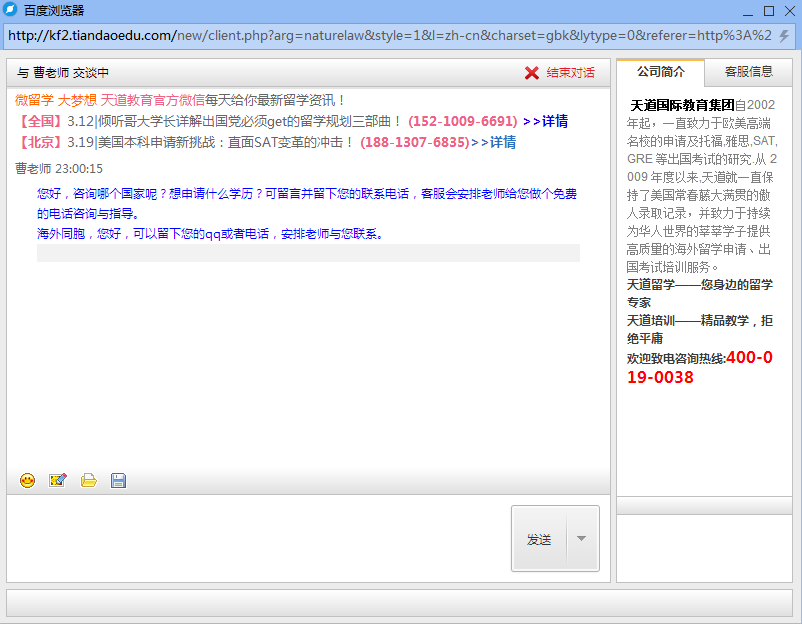 百度浏览器
http://kf2.tiandaoedu.com/new/client.php?arg=naturelaw&style=1&l=zh-cn&charset=gbk&lytype=0&referer=http%3A%2
与 曹老师 交谈中
结束对话
微留学 大梦想 天道教育官方微信每天给你最新留学资讯！
【全国】3.12|倾听哥大学长详解出国党必须get的留学规划三部曲！ (152-1009-6691) >>详情
【北京】3.19|美国本科申请新挑战：直面SAT变革的冲击！ (188-1307-6835)>>详情
曹老师 23:00:15
您好，咨询哪个国家呢？想申请什么学历？可留言并留下您的联系电话，客服会安排老师给您做个免费
的电话咨询与指导。
海外同胞，您好，可以留下您的qq或者电话，安排老师与您联系。
发送
公司简介
客服信息
天道国际教育集团自2002
年起，一直致力于欧美高端
名校的申请及托福,雅思,SAT,
GRE 等出国考试的研究.从 2
009 年度以来,天道就一直保
持了美国常春藤大满贯的傲
人录取记录，并致力于持续
为华人世界的莘莘学子提供
高质量的海外留学申请、出
国考试培训服务。
天道留学——您身边的留学
专家
天道培训——精品教学，拒
绝平庸
欢迎致电咨询热线:400-0
19-0038